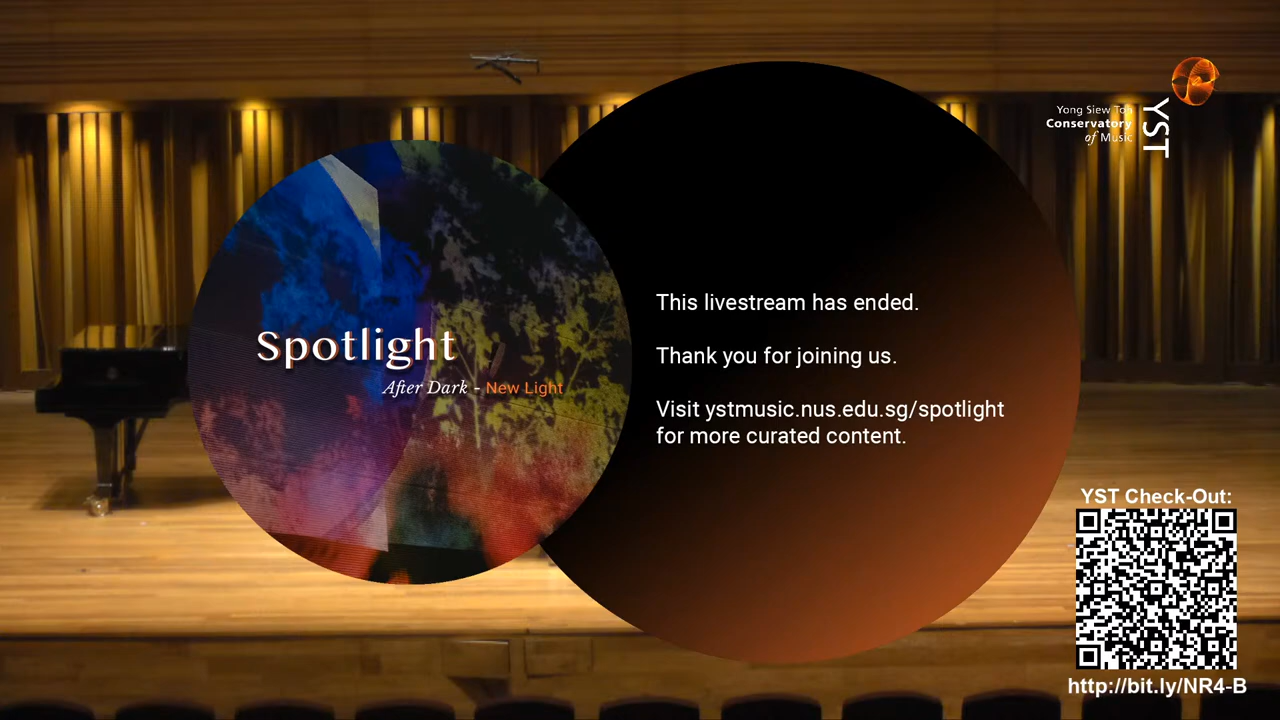 Yong Siew Toh
Conservatory
of Music
YST
Spotlight
After Dark - New Light
This livestream has ended.
Thank you for joining us.
Visit ystmusic.nus.edu.sg/spotlight
for more curated content.
YST Check-Out:
http://bit.ly/NR4-B